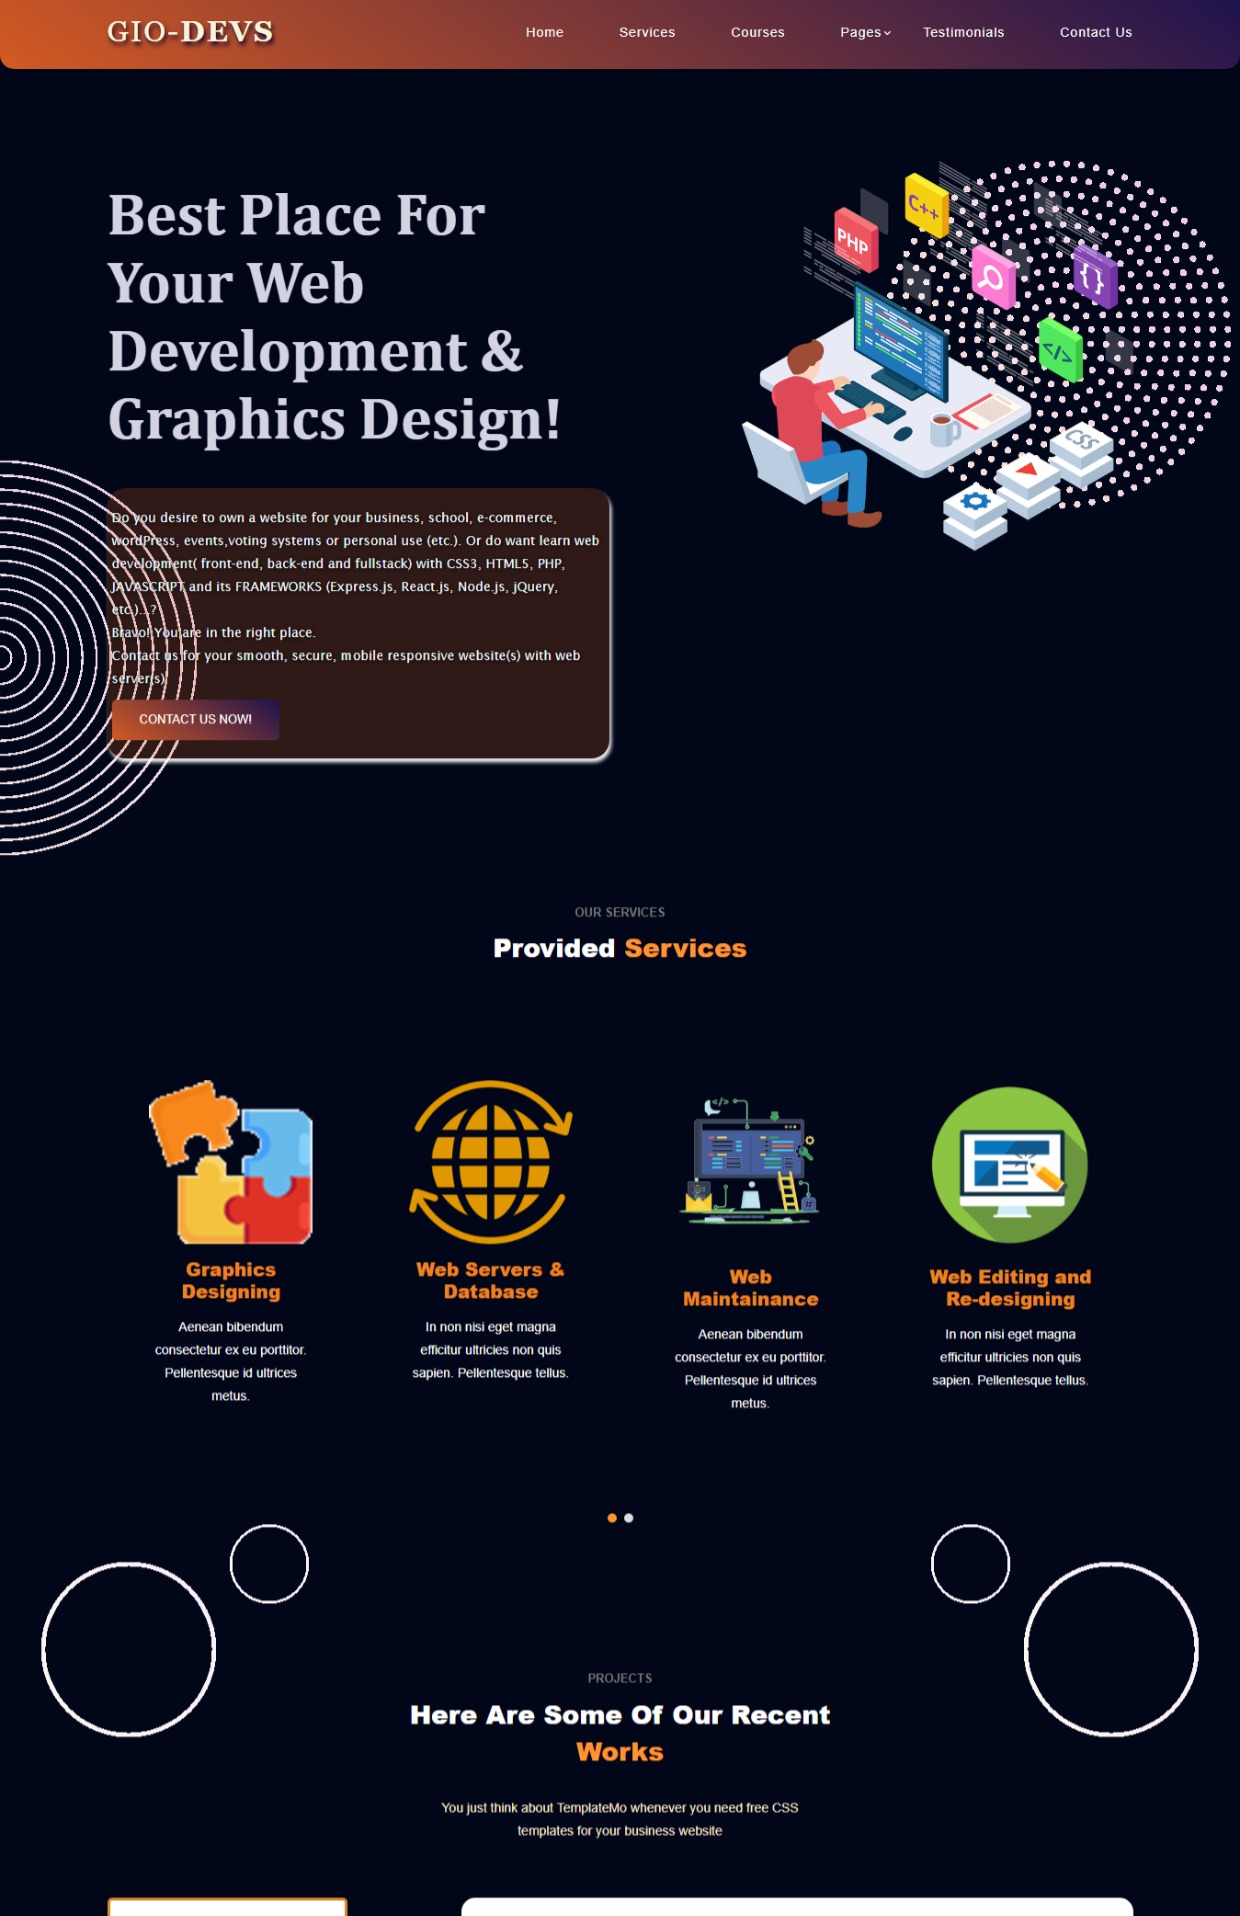 GIO-DEVS
Home Services Courses Pages Testimonials Contact Us
Best Place For
Your Web
Development &
Graphics Design!
C++
PHP
{}
</>
CSS
Do you desire to own a website for your business, school, e-commerce,
wordPress, events,voting systems or personal use (etc.). Or do want learn web
development( front-end, back-end and fullstack) with CSS3, HTML5, PHP,
JAVASCRIPT and its FRAMEWORKS (Express.js, React.js, Node.js, jQuery,
etc.)...?
Bravo! You are in the right place.
Contact us for your smooth, secure, mobile responsive website(s) with web
server(s)
CONTACT US NOW!
OUR SERVICES
Provided Services
</>
Graphics
Designing
Aenean bibendum
consectetur ex eu porttitor.
Pellentesque id ultrices
metus.
Web Servers &
Database
In non nisi eget magna
efficitur ultricies non quis
sapien. Pellentesque tellus.
Web
Maintainance
Aenean bibendum
consectetur ex eu porttitor.
Pellentesque id ultrices
metus.
Web Editing and
Re-designing
In non nisi eget magna
efficitur ultricies non quis
sapien. Pellentesque tellus.
PROJECTS
Here Are Some Of Our Recent
Works
You just think about TemplateMo whenever you need free CSS
templates for your business website